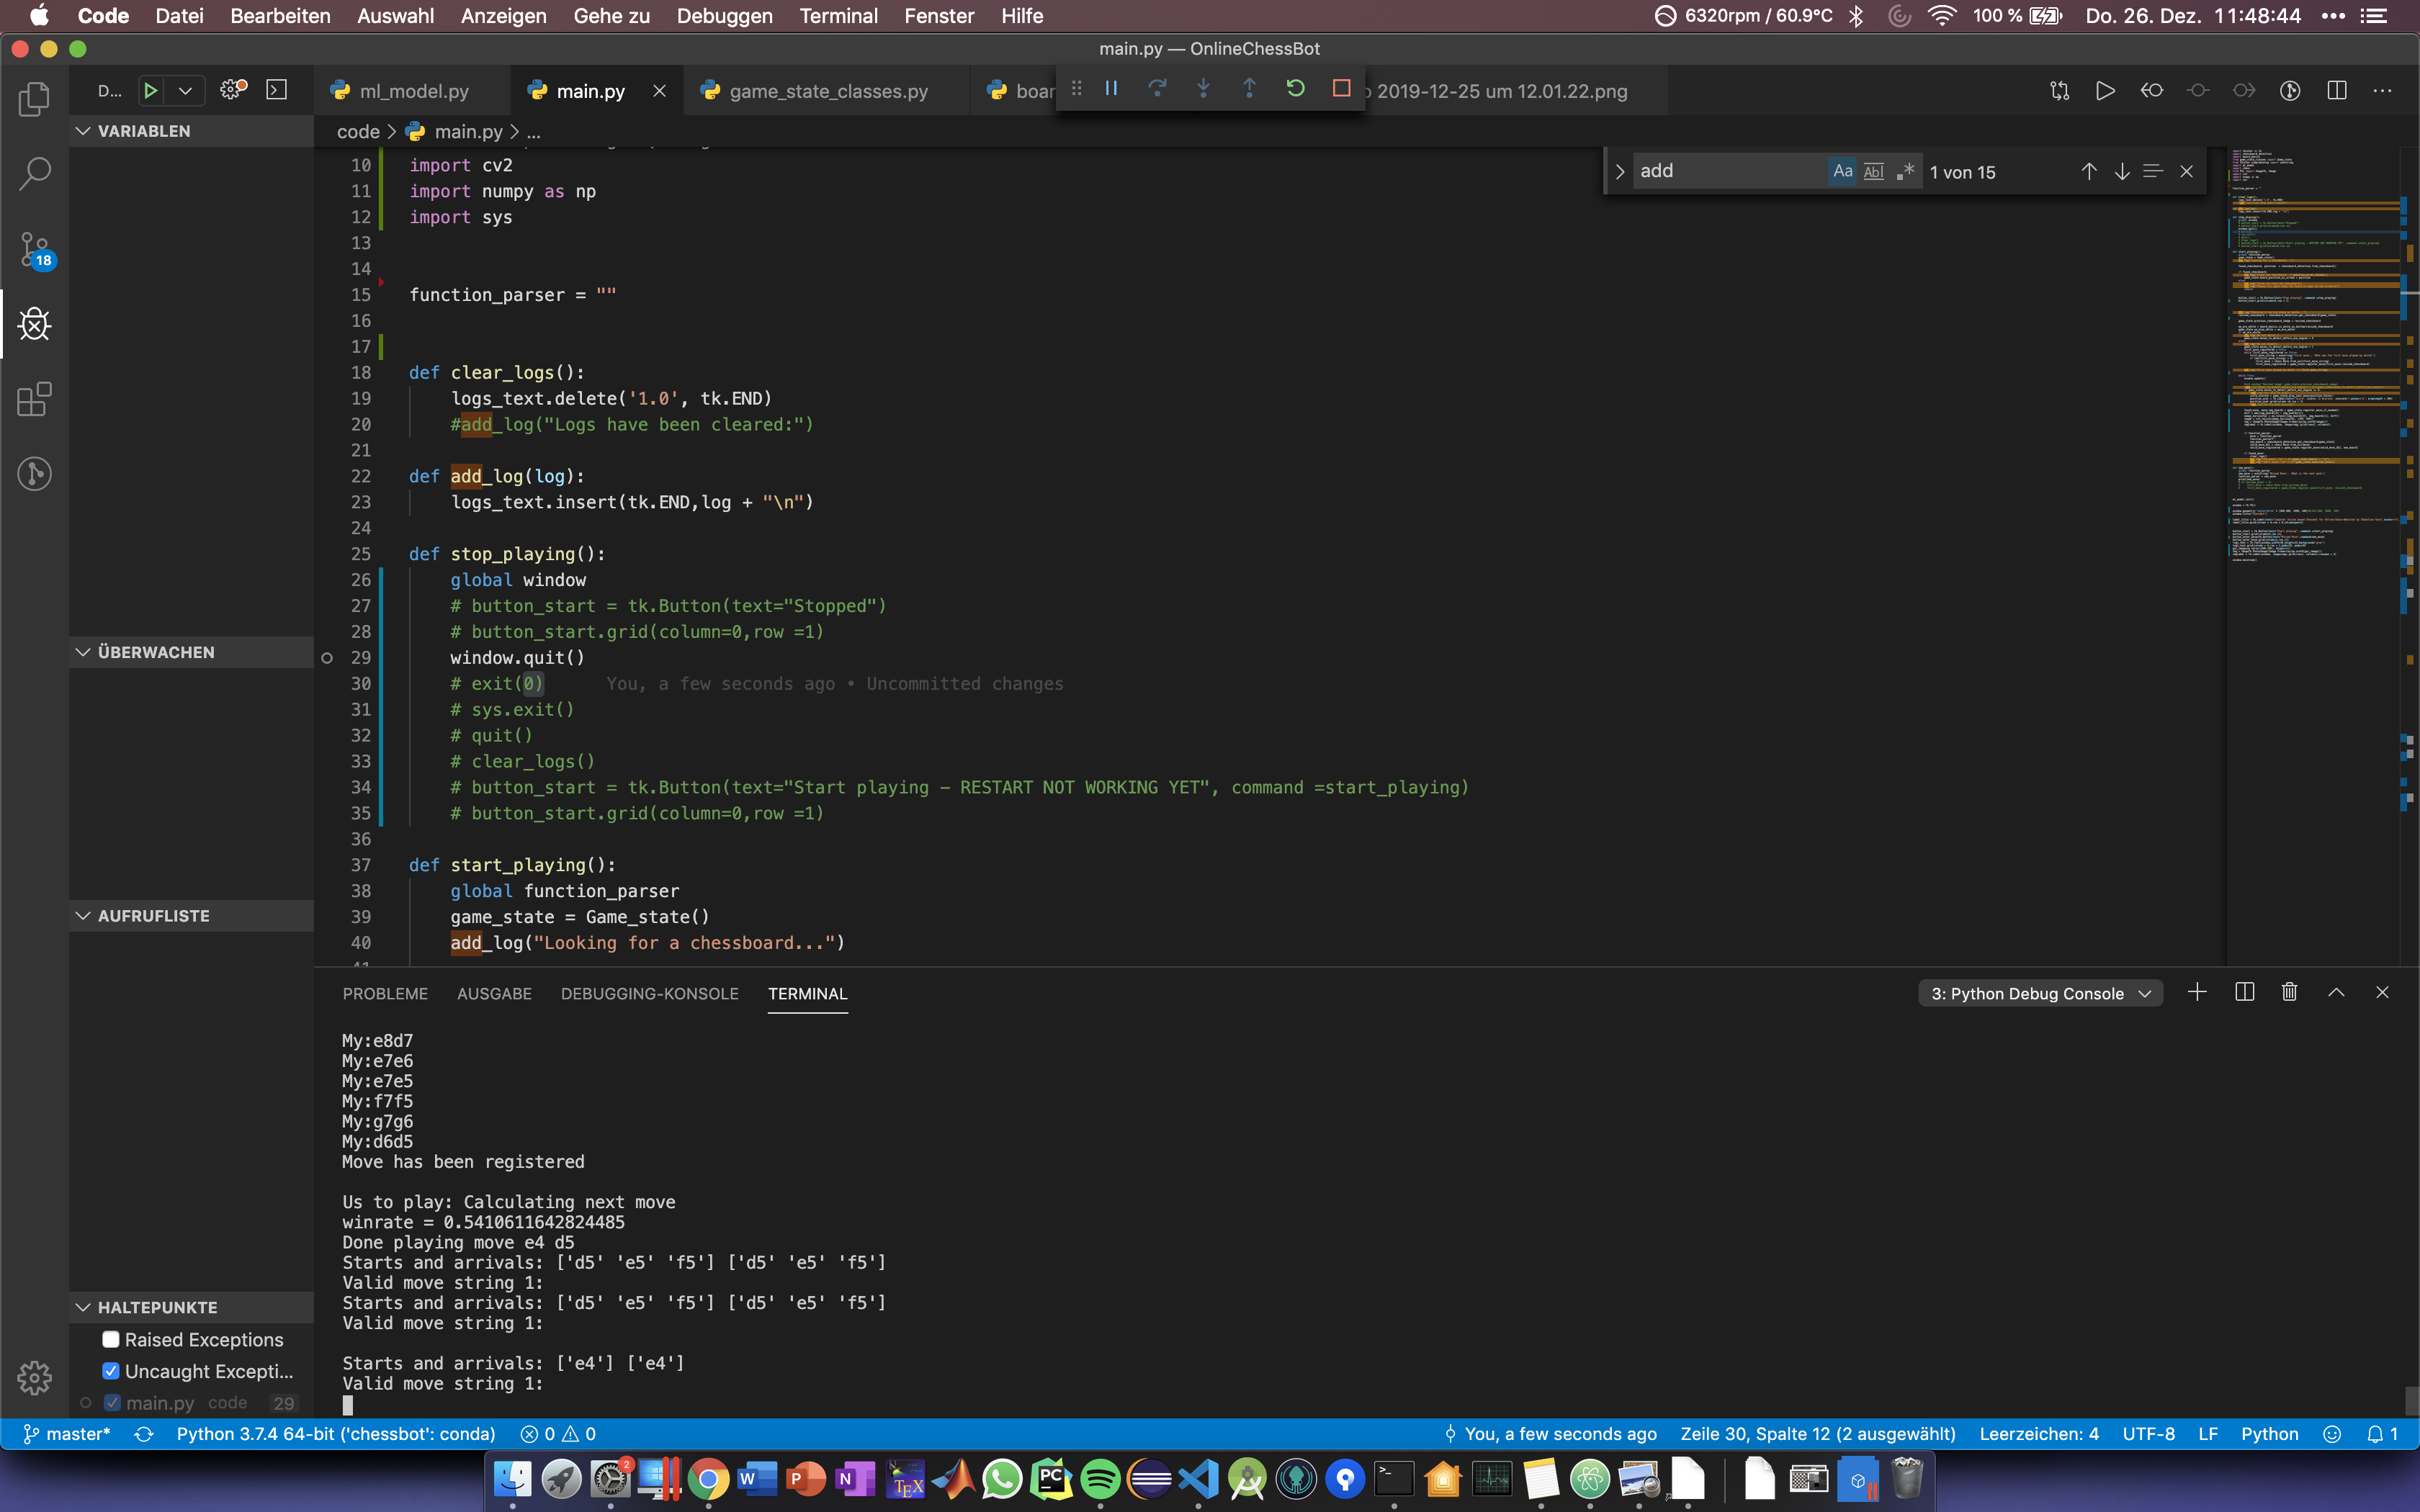 Code Datei Bearbeiten Auswahl Anzeigen Gehe zu Debuggen Terminal Fenster Hilfe 6320rpm / 60.9°C 100 % Do. 26. Dez. 11:48:44
main.py — OnlineChessBot
D... ml_model.py main.py game_state_classes.py boar 2019-12-25 um 12.01.22.png
VARIABLEN
code > main.py > ...
add Aa Abl .* 1 von 15
10 import cv2
11 import numpy as np
12 import sys
13
14
15 function_parser = ""
16
17
18 def clear_logs():
19 logs_text.delete('1.0', tk.END)
20 #add_log("Logs have been cleared:")
21
22 def add_log(log):
23 logs_text.insert(tk.END,log + "\n")
24
25 def stop_playing():
26 global window
27 # button_start = tk.Button(text="Stopped")
28 # button_start.grid(column=0,row =1)
29 window.quit()
30 # exit(0) You, a few seconds ago • Uncommitted changes
31 # sys.exit()
32 # quit()
33 # clear_logs()
34 # button_start = tk.Button(text="Start playing - RESTART NOT WORKING YET", command =start_playing)
35 # button_start.grid(column=0,row =1)
36
37 def start_playing():
38 global function_parser
39 game_state = Game_state()
40 add_log("Looking for a chessboard...")
18
ÜBERWACHEN
AUFRUFLISTE
HALTEPUNKTE
Raised Exceptions
Uncaught Excepti...
main.py code 29
PROBLEME AUSGABE DEBUGGING-KONSOLE TERMINAL 3: Python Debug Console
My:e8d7
My:e7e6
My:e7e5
My:f7f5
My:g7g6
My:d6d5
Move has been registered
Us to play: Calculating next move
winrate = 0.5410611642824485
Done playing move e4 d5
Starts and arrivals: ['d5' 'e5' 'f5'] ['d5' 'e5' 'f5']
Valid move string 1:
Starts and arrivals: ['d5' 'e5' 'f5'] ['d5' 'e5' 'f5']
Valid move string 1:
Starts and arrivals: ['e4'] ['e4']
Valid move string 1:
master* Python 3.7.4 64-bit ('chessbot': conda) 0 0 You, a few seconds ago Zeile 30, Spalte 12 (2 ausgewählt) Leerzeichen: 4 UTF-8 LF Python 1
2 W P N TEX PC